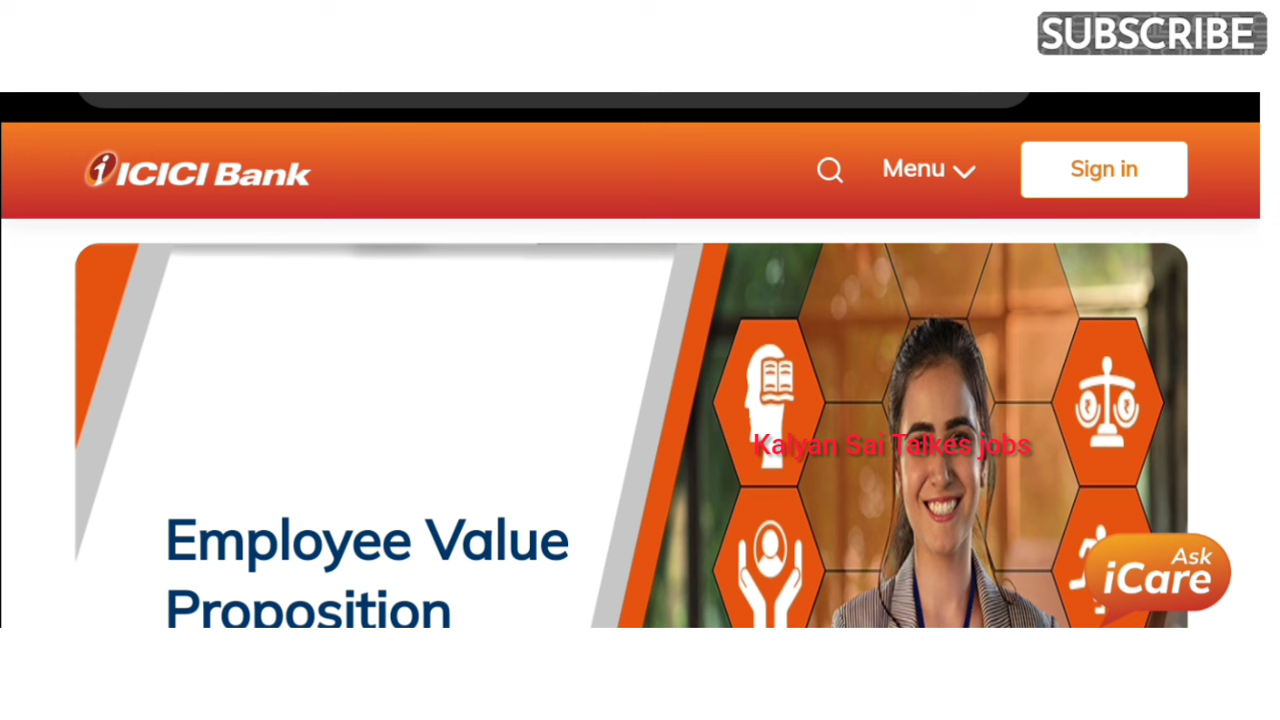 SUBSCRIBE
i ICICI Bank
Menu
Sign in
Kalyan Sai Talkes jobs
Employee Value
Proposition
Ask
iCare